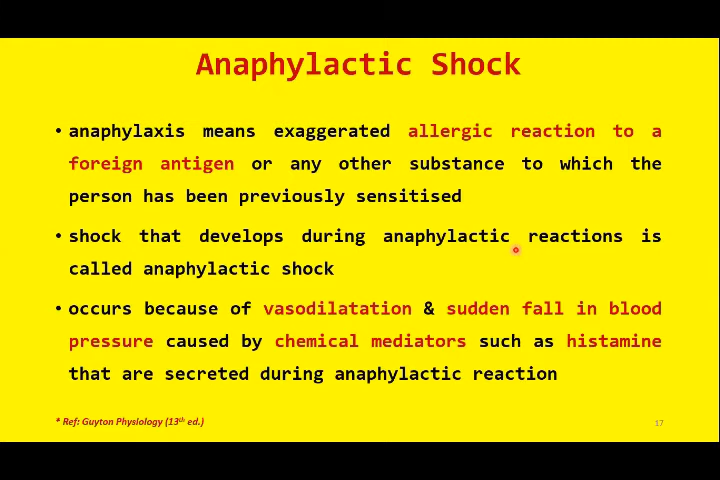 Anaphylactic Shock
• anaphylaxis means exaggerated allergic reaction to a
foreign antigen or any other substance to which the
person has been previously sensitised
• shock that develops during anaphylactic reactions is
called anaphylactic shock
• occurs because of vasodilatation & sudden fall in blood
pressure caused by chemical mediators such as histamine
that are secreted during anaphylactic reaction
* Ref: Guyton Physiology (13th ed.)
17